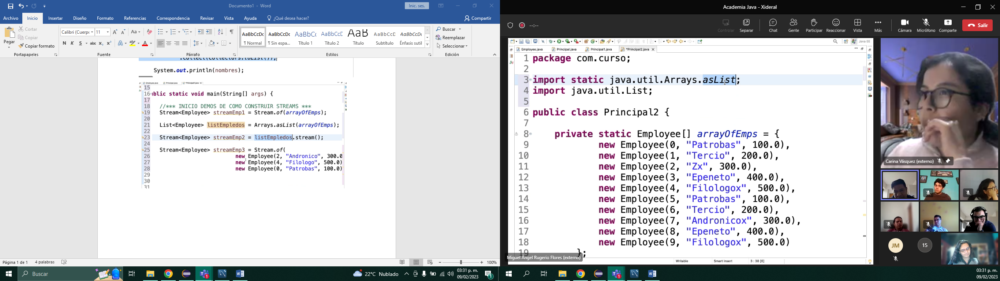 Documento1 - Word
Inic. ses.
Archivo Inicio Insertar Diseño Formato Referencias Correspondencia Revisar Vista Ayuda ¿Qué desea hacer? Compartir
Pegar
Cortar
Copiar
Copiar formato
Portapapeles
Calibri (Cuerpo 11
Fuente
Párrafo
AaBbCcDc AaBbCcDc AaBbC( AaBbCcD AaB AaBbCcD AaBbCcDc
¶ Normal ¶ Sin espa... Título 1 Título 2 Título Subtítulo Énfasis sutil
Estilos
Buscar
Reemplazar
Seleccionar
Edición
.collect(Collectors.toList());
System.out.println(nombres);
Employee.java Principal.java *Principal1.java
15
16 blic static void main(String[] args) {
17
18 //*** INICIO DEMOS DE COMO CONSTRUIR STREAMS ***
19 Stream<Employee> streamEmp1 = Stream.of(arrayOfEmps);
20
21 List<Employee> listEmpledos = Arrays.asList(arrayOfEmps);
22
23 Stream<Employee> streamEmp2 = listEmpledos.stream();
24
25 Stream<Employee> streamEmp3 = Stream.of(
26 new Employee(2, "Andronico", 300.0
27 new Employee(4, "Filologo", 500.0)
28 new Employee(0, "Patrobas", 100.0)
29
30
31
Página 1 de 1 4 palabras
100%
Buscar
22°C Nublado
03:31 p. m.
09/02/2023
Academia Java - Xideral
--:--
Controlar Separar Chat Gente Participar Reaccionar Vista Más Cámara Micrófono Comparte Salir
Java EE
Employee.java Principal.java Principal1.java *Principal2.java
1 package com.curso;
2
3 import static java.util.Arrays.asList;
4 import java.util.List;
5
6 public class Principal2 {
7
8 private static Employee[] arrayOfEmps = {
9 new Employee(0, "Patrobas", 100.0),
10 new Employee(1, "Tercio", 200.0),
11 new Employee(2, "Zx", 300.0),
12 new Employee(3, "Epeneto", 400.0),
13 new Employee(4, "Filologox", 500.0),
14 new Employee(5, "Patrobas", 100.0),
15 new Employee(6, "Tercio", 200.0),
16 new Employee(7, "Andronicox", 300.0),
17 new Employee(8, "Epeneto", 400.0),
18 new Employee(9, "Filologox", 500.0)
19 };
Miguel Ángel Rugerio Flores (externo)
Writable Smart Insert 3 : 38 [6]
Carina Vásquez (externo)
JM
15
03:31 p. m.
09/02/2023